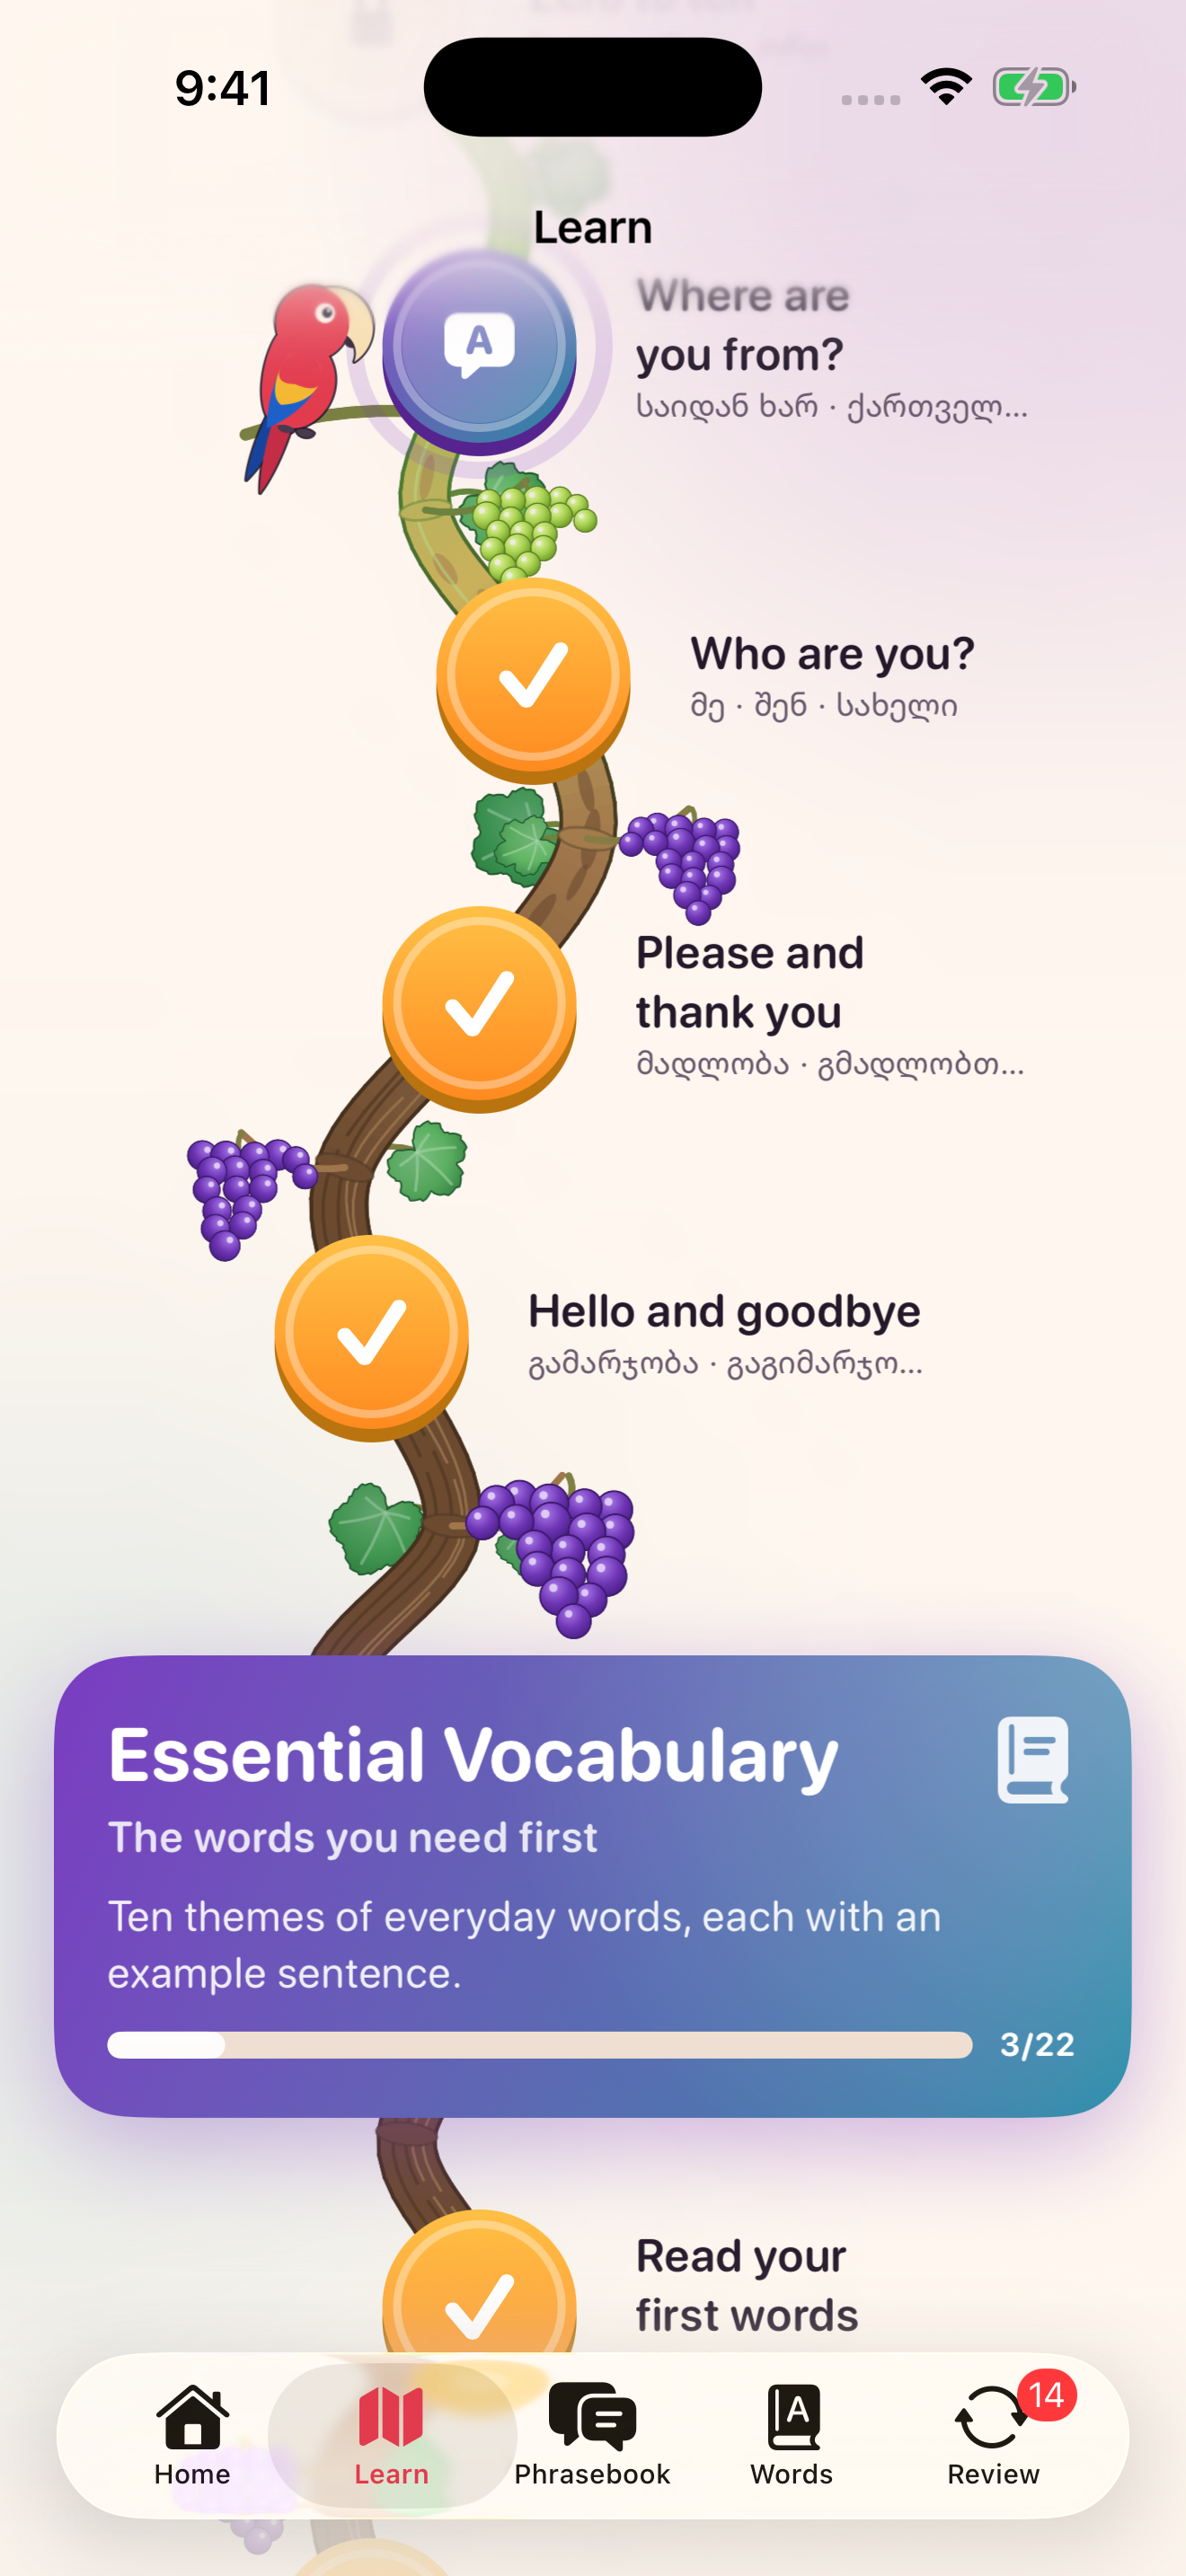 9:41
Learn
Where are
you from?
საიდან ხარ · ქართველ...
A
Who are you?
მე · შენ · სახელი
Please and
thank you
მადლობა · გმადლობთ...
Hello and goodbye
გამარჯობა · გაგიმარჯო...
Essential Vocabulary
The words you need first
Ten themes of everyday words, each with an
example sentence.
3/22
Read your
first words
A
14
Home
Learn
Phrasebook
Words
Review